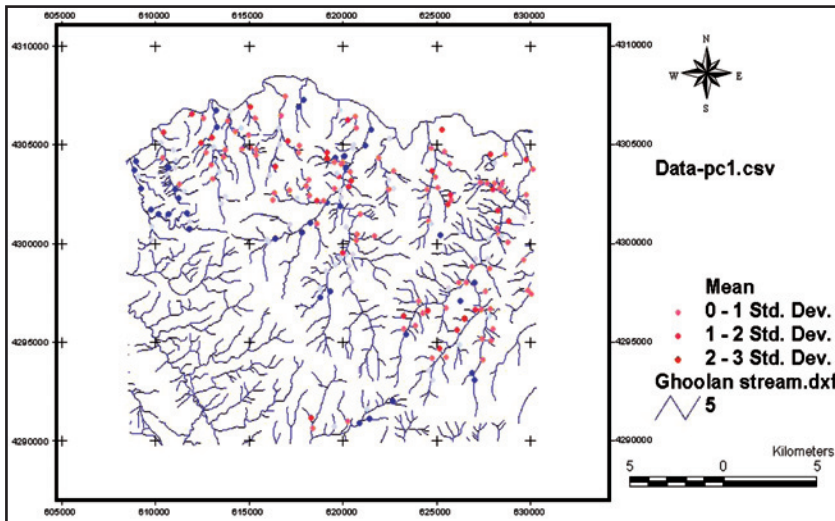 605000 610000 615000 620000 625000 630000
4310000 4310000
4305000 4305000
4300000 4300000
4295000 4295000
4290000 4290000
605000 610000 615000 620000 625000 630000
N
W E
S
Data-pc1.csv
Mean
0 - 1 Std. Dev.
1 - 2 Std. Dev.
2 - 3 Std. Dev.
Ghoolan stream.dxf
5
Kilometers
5 0 5